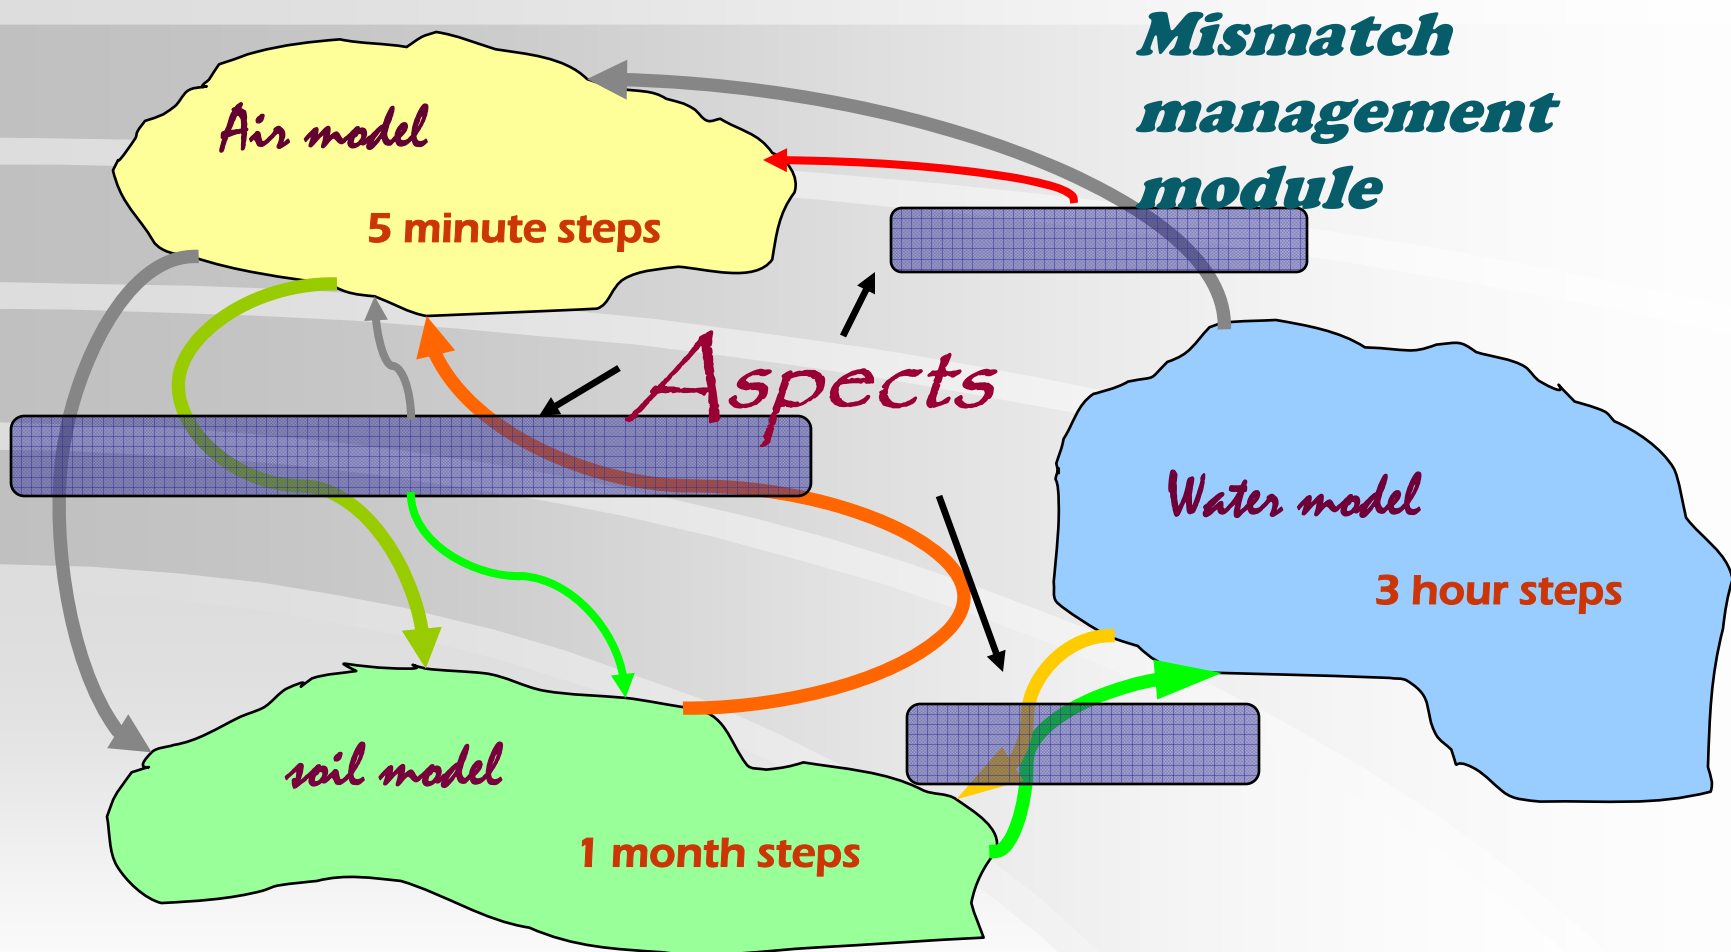 Mismatch
management
module
Air model
5 minute steps
Aspects
Water model
3 hour steps
soil model
1 month steps